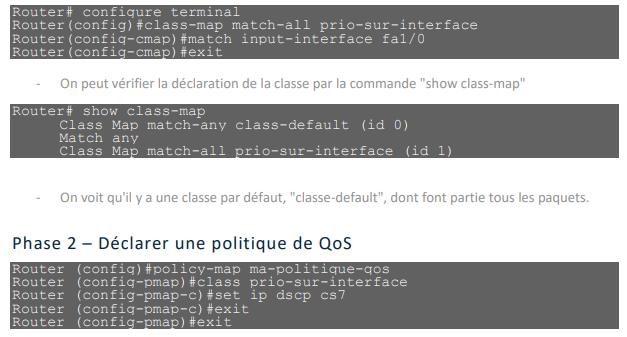 Router# configure terminal
Router(config)#class-map match-all prio-sur-interface
Router(config-cmap)#match input-interface fa1/0
Router(config-cmap)#exit
- On peut vérifier la déclaration de la classe par la commande "show class-map"
Router# show class-map
Class Map match-any class-default (id 0)
Match any
Class Map match-all prio-sur-interface (id 1)
- On voit qu'il y a une classe par défaut, "classe-default", dont font partie tous les paquets.
Phase 2 – Déclarer une politique de QoS
Router (config)#policy-map ma-politique-qos
Router (config-pmap)#class prio-sur-interface
Router (config-pmap-c)#set ip dscp cs7
Router (config-pmap-c)#exit
Router (config-pmap)#exit